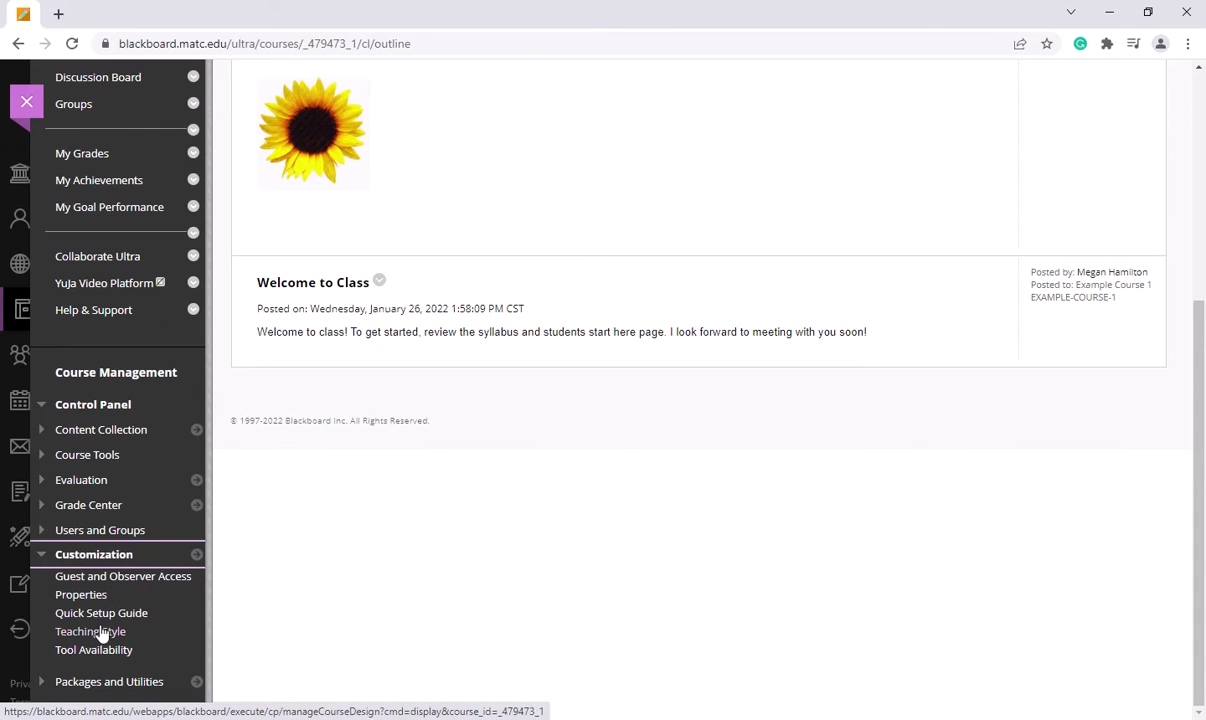 blackboard.matc.edu/ultra/courses/_479473_1/cl/outline
Discussion Board
Groups
My Grades
My Achievements
My Goal Performance
Collaborate Ultra
YuJa Video Platform
Help & Support
Course Management
Control Panel
Content Collection
Course Tools
Evaluation
Grade Center
Users and Groups
Customization
Guest and Observer Access
Properties
Quick Setup Guide
Teaching Style
Tool Availability
Packages and Utilities
Welcome to Class
Posted on: Wednesday, January 26, 2022 1:58:09 PM CST
Welcome to class! To get started, review the syllabus and students start here page. I look forward to meeting with you soon!
Posted by: Megan Hamilton
Posted to: Example Course 1
EXAMPLE-COURSE-1
© 1997-2022 Blackboard Inc. All Rights Reserved.
https://blackboard.matc.edu/webapps/blackboard/execute/cp/manageCourseDesign?cmd=display&course_id=_479473_1